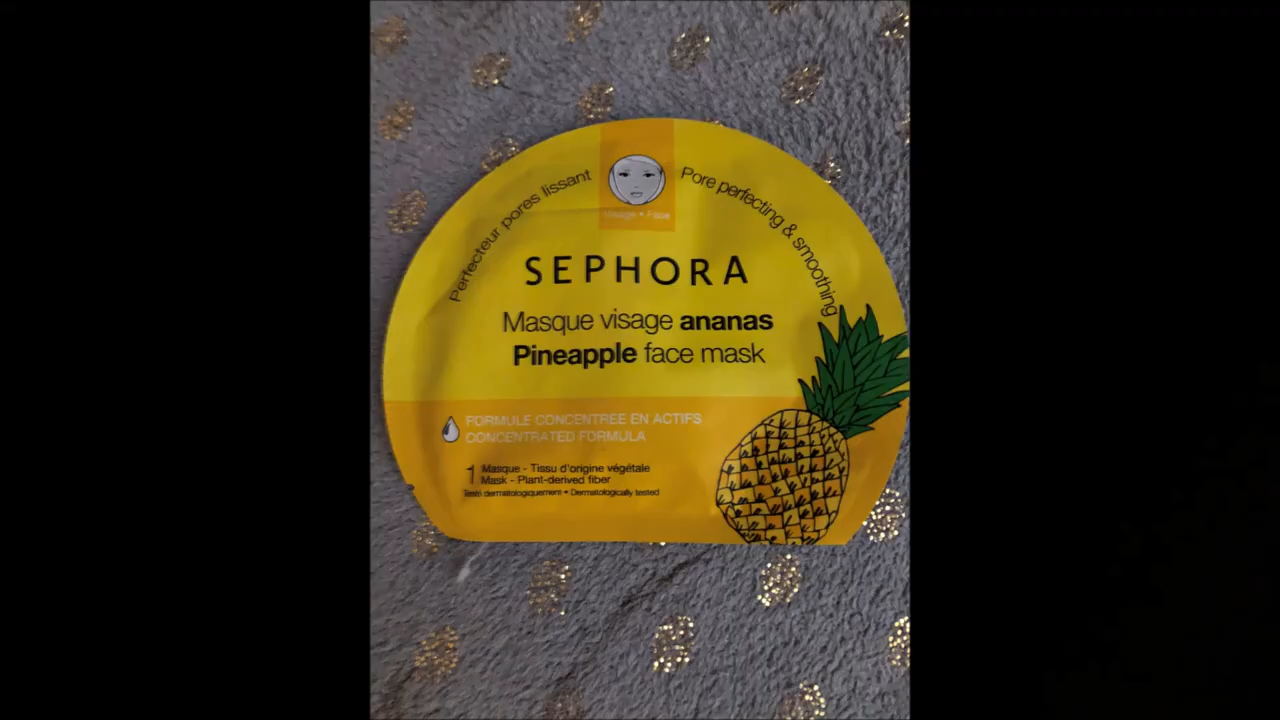 Perfecteur pores lissant
Visage • Face
Pore perfecting & smoothing
SEPHORA
Masque visage ananas
Pineapple face mask
FORMULE CONCENTREE EN ACTIFS
CONCENTRATED FORMULA
1 Masque - Tissu d'origine végétale
Mask - Plant-derived fiber
Tests dermatologiquement • Dermatologically tested